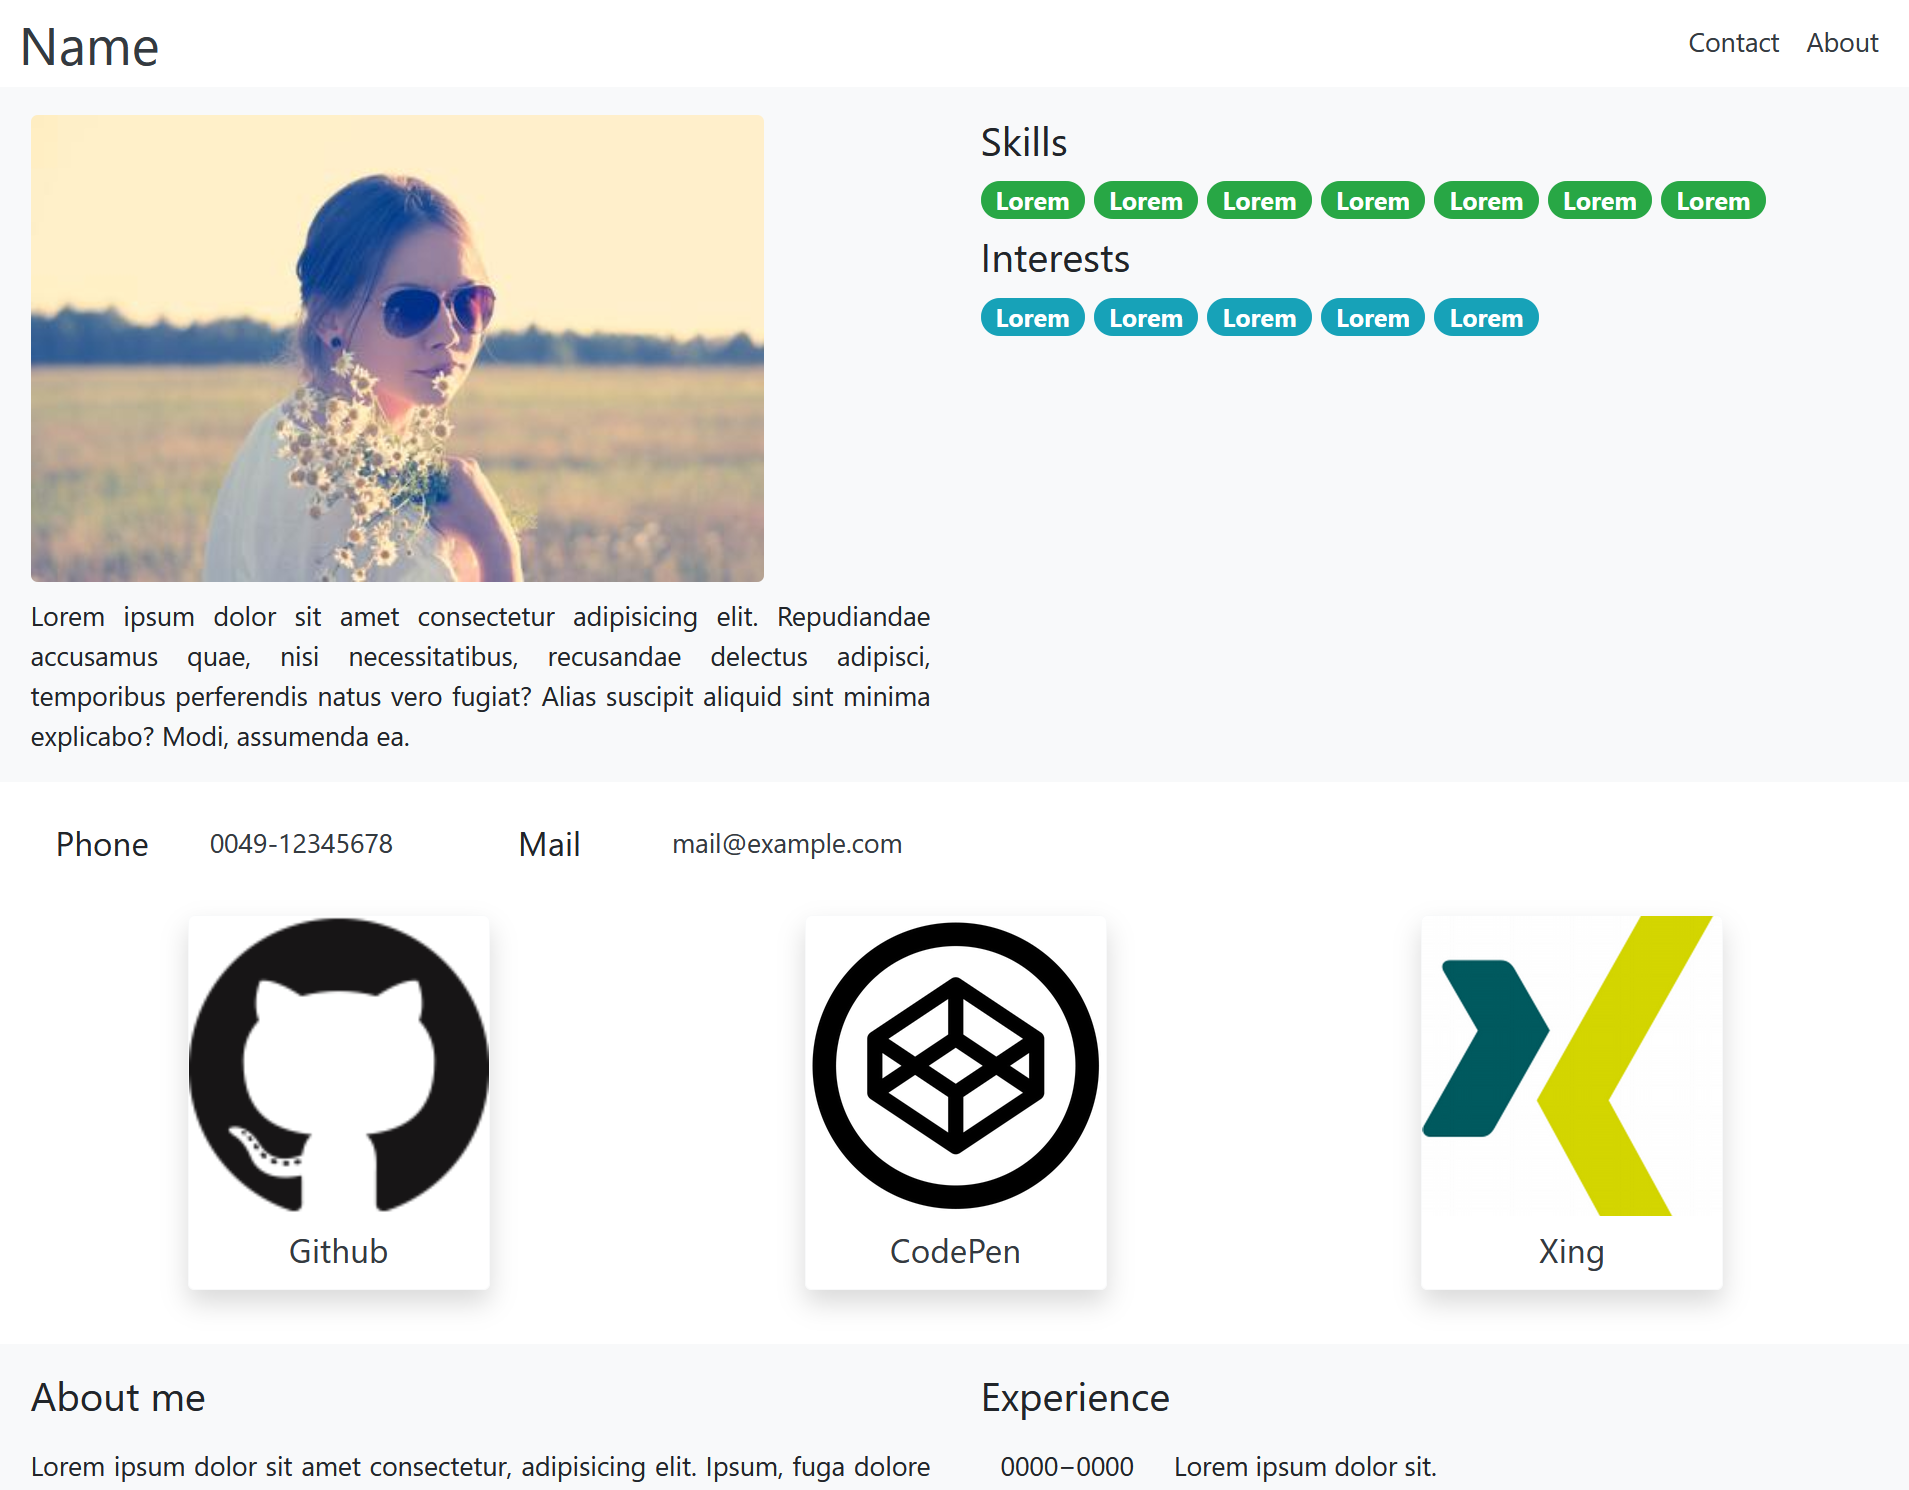 Name
Contact About
Skills
Lorem Lorem Lorem Lorem Lorem Lorem Lorem
Interests
Lorem Lorem Lorem Lorem Lorem
Lorem ipsum dolor sit amet consectetur adipisicing elit. Repudiandae
accusamus quae, nisi necessitatibus, recusandae delectus adipisci,
temporibus perferendis natus vero fugiat? Alias suscipit aliquid sint minima
explicabo? Modi, assumenda ea.
Phone 0049-12345678 Mail mail@example.com
Github
CodePen
Xing
About me
Lorem ipsum dolor sit amet consectetur, adipisicing elit. Ipsum, fuga dolore
Experience
0000–0000 Lorem ipsum dolor sit.